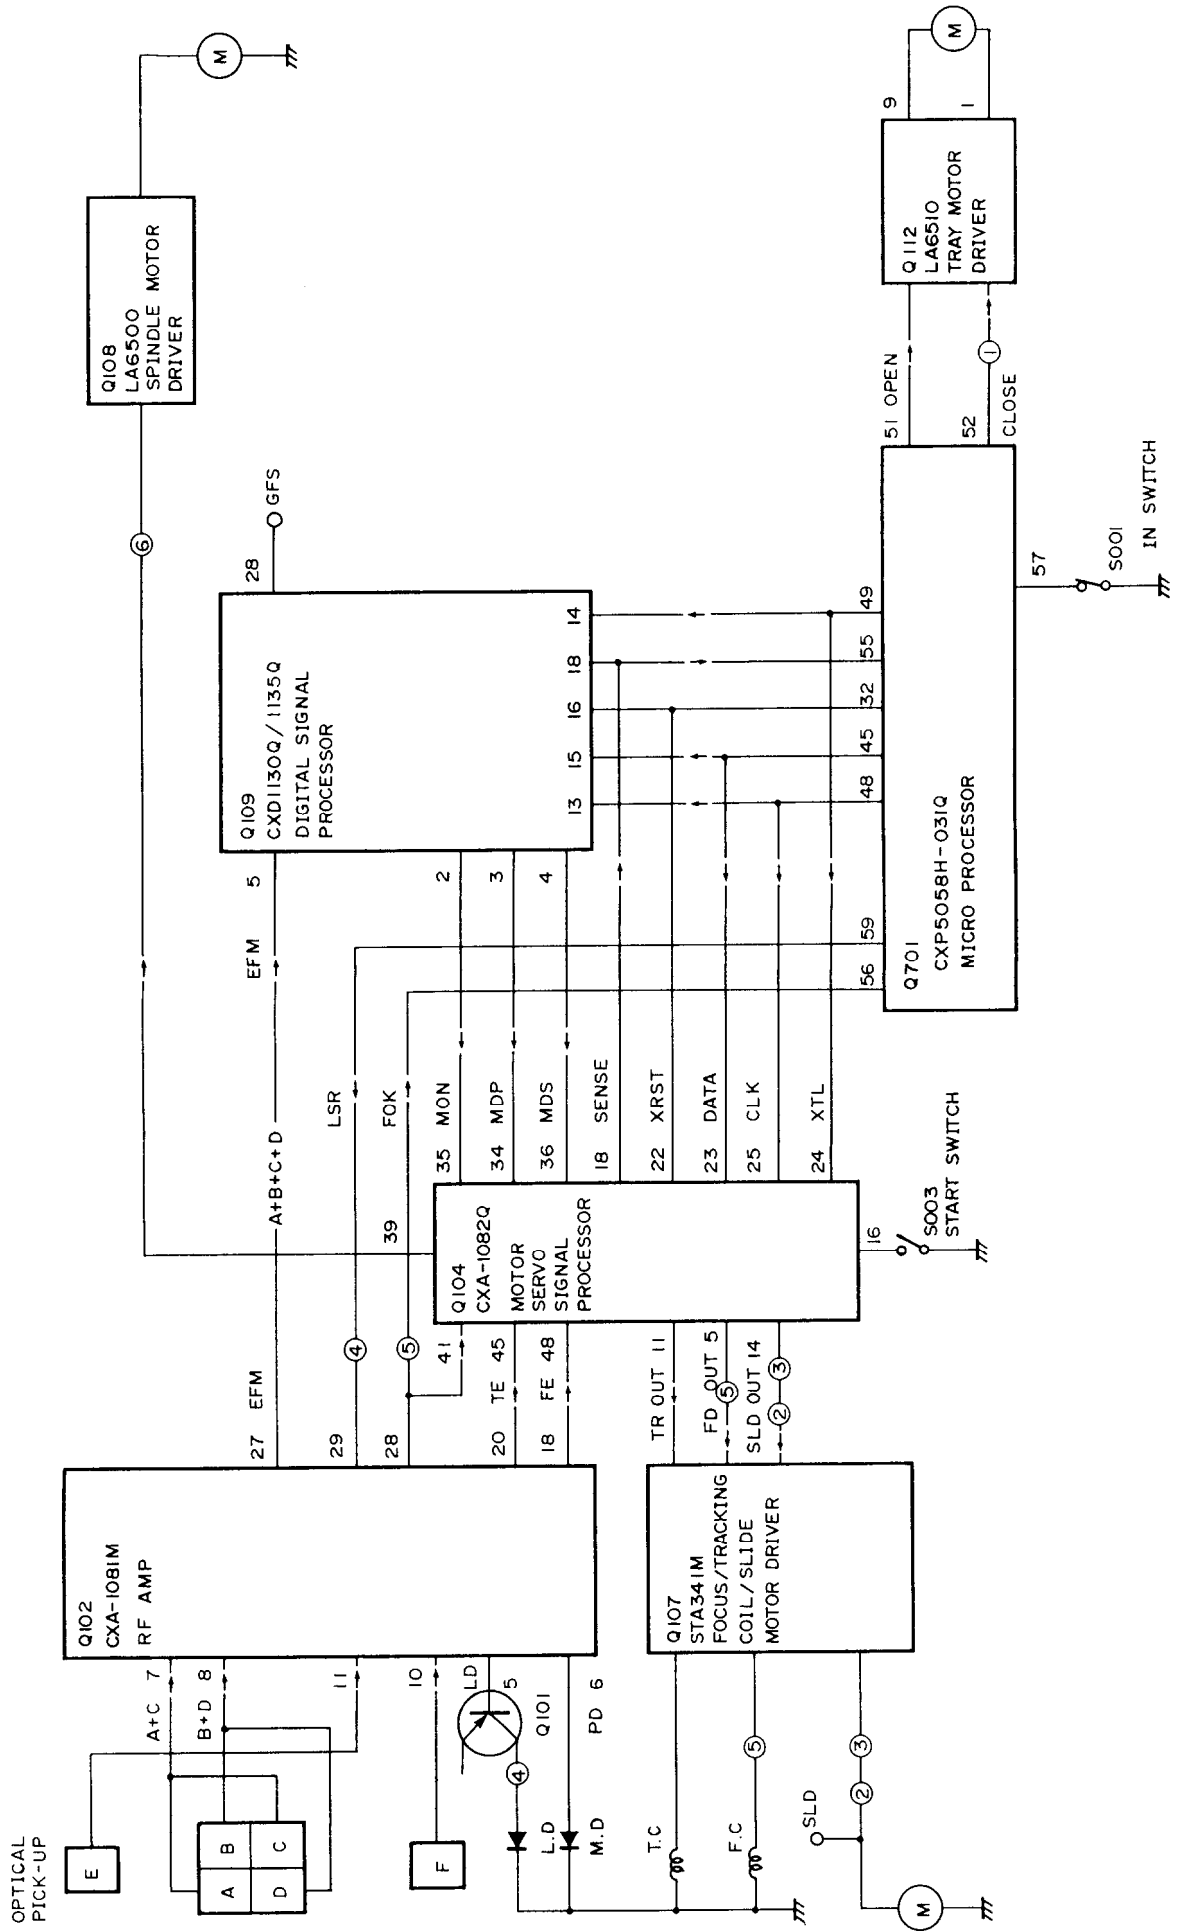 OPTICAL
PICK-UP
E
A
B
D
C
F
A+C 7
B+D 8
11
10
LD
5
Q101
PD 6
4
L.D
M.D
T.C
F.C
5
SLD
2
3
M
Q102
CXA-1081M
RF AMP
27 EFM
29
28
20
18
4
5
41
TE 45
FE 48
Q107
STA341M
FOCUS/TRACKING
COIL/SLIDE
MOTOR DRIVER
TR OUT 11
FD OUT 5
5
SLD OUT 14
2
3
Q104
CXA-1082Q
MOTOR
SERVO
SIGNAL
PROCESSOR
39
16
S003
START SWITCH
A+B+C+D
EFM 5
LSR
FOK
35 MON
34 MDP
36 MDS
18 SENSE
22 XRST
23 DATA
25 CLK
24 XTL
2
3
4
Q109
CXD1130Q/1135Q
DIGITAL SIGNAL
PROCESSOR
28
GFS
13
15
16
18
14
6
Q108
LA6500
SPINDLE MOTOR
DRIVER
M
56
59
48
45
32
55
49
Q701
CXP5058H-031Q
MICRO PROCESSOR
57
S001
IN SWITCH
51 OPEN
52
CLOSE
1
Q112
LA6510
TRAY MOTOR
DRIVER
9
1
M